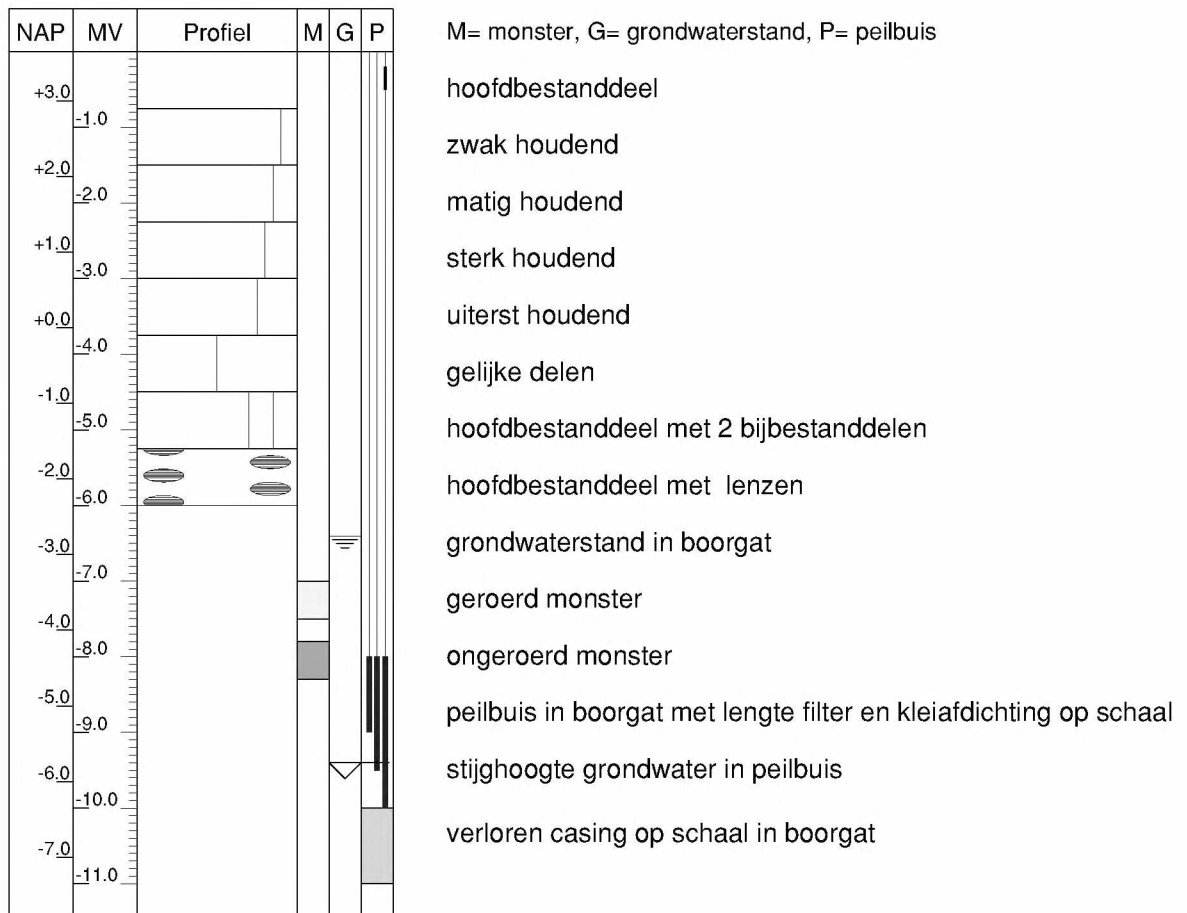 NAP MV Profiel M G P M= monster, G= grondwaterstand, P= peilbuis
hoofdbestanddeel
+3.0
-1.0
zwak houdend
+2.0
-2.0
matig houdend
+1.0
sterk houdend
-3.0
uiterst houdend
+0.0
-4.0
gelijke delen
-1.0
-5.0
hoofdbestanddeel met 2 bijbestanddelen
-2.0
hoofdbestanddeel met lenzen
-6.0
grondwaterstand in boorgat
-3.0
-7.0
geroerd monster
-4.0
-8.0
ongeroerd monster
-5.0
peilbuis in boorgat met lengte filter en kleiafdichting op schaal
-9.0
stijghoogte grondwater in peilbuis
-6.0
-10.0
verloren casing op schaal in boorgat
-7.0
-11.0